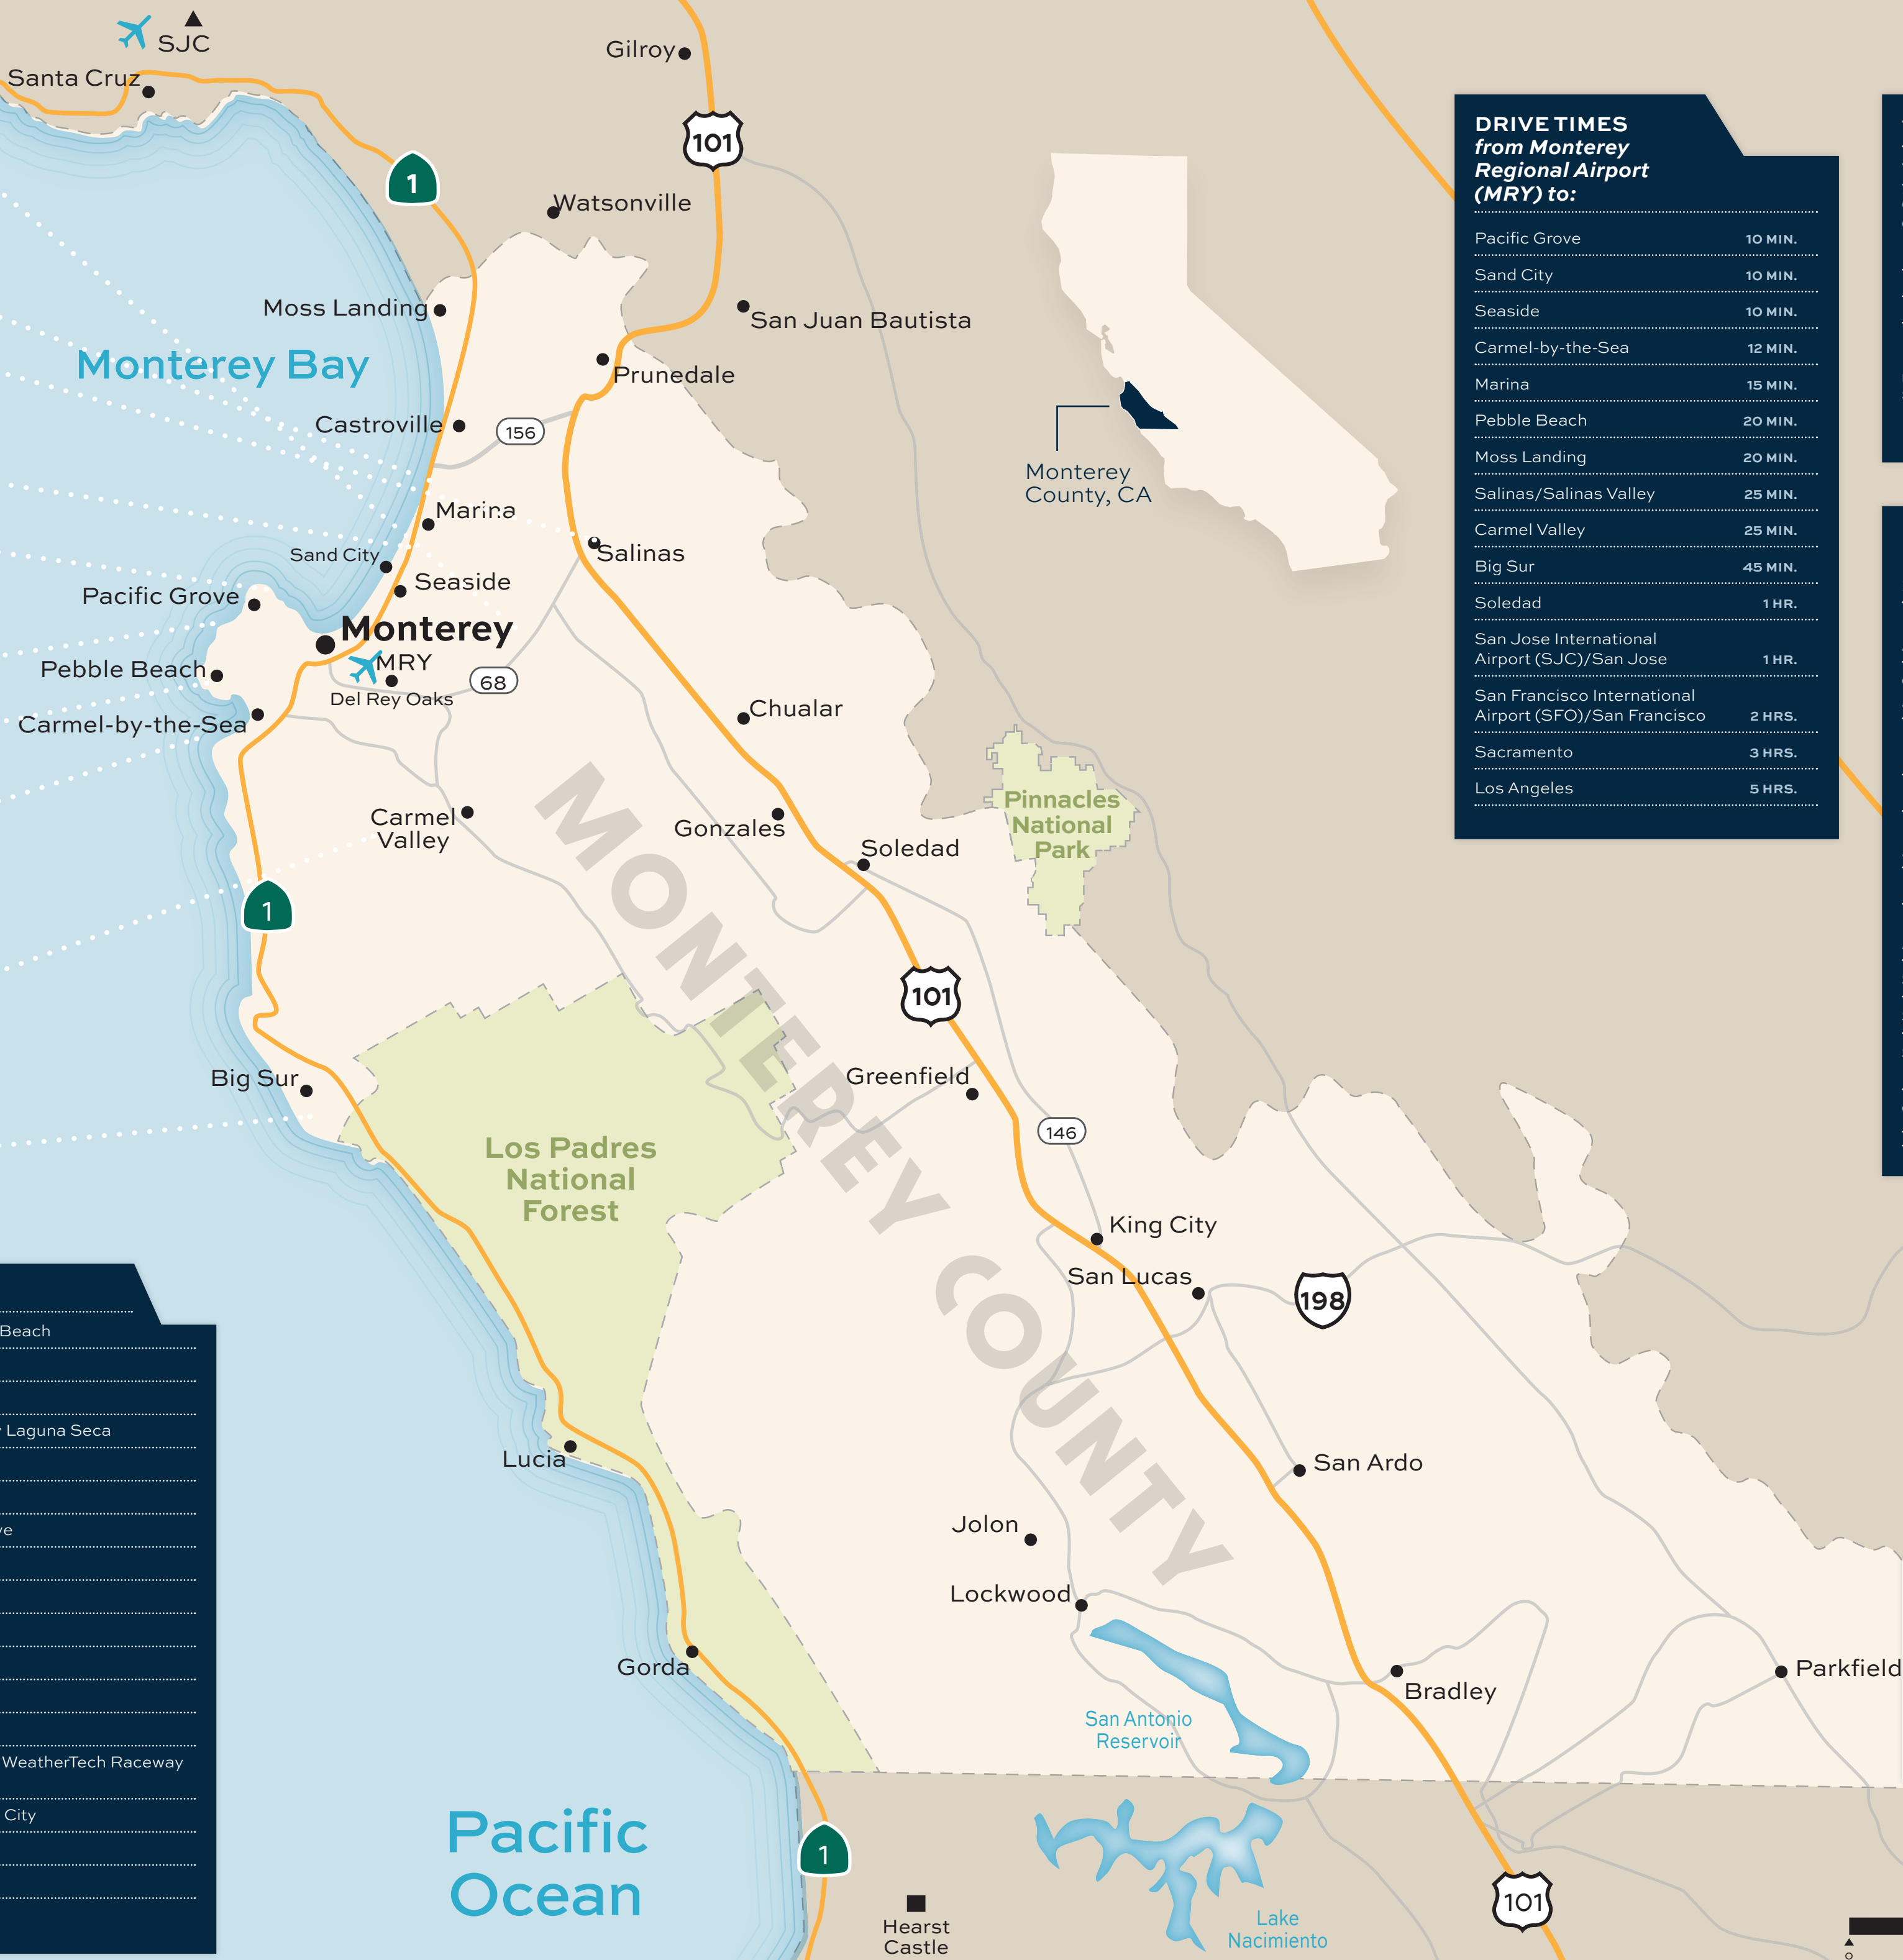 SJC
Santa Cruz
Gilroy
101
1
Watsonville
Moss Landing
San Juan Bautista
Monterey Bay
Prunedale
Castroville
156
Marina
Sand City
Salinas
Seaside
Pacific Grove
Monterey
MRY
Pebble Beach
68
Del Rey Oaks
Carmel-by-the-Sea
Chualar
Carmel
Valley
Gonzales
Soledad
Pinnacles
National
Park
1
101
MONTEREY COUNTY
Big Sur
Greenfield
146
Los Padres
National
Forest
King City
San Lucas
198
Lucia
San Ardo
Jolon
Lockwood
Gorda
Bradley
Parkfield
San Antonio
Reservoir
Pacific
Ocean
1
101
Hearst
Castle
Lake
Nacimiento
Monterey
County, CA
DRIVE TIMES
from Monterey
Regional Airport
(MRY) to:
Pacific Grove 10 MIN.
Sand City 10 MIN.
Seaside 10 MIN.
Carmel-by-the-Sea 12 MIN.
Marina 15 MIN.
Pebble Beach 20 MIN.
Moss Landing 20 MIN.
Salinas/Salinas Valley 25 MIN.
Carmel Valley 25 MIN.
Big Sur 45 MIN.
Soledad 1 HR.
San Jose International
Airport (SJC)/San Jose 1 HR.
San Francisco International
Airport (SFO)/San Francisco 2 HRS.
Sacramento 3 HRS.
Los Angeles 5 HRS.
Beach
Laguna Seca
WeatherTech Raceway
City